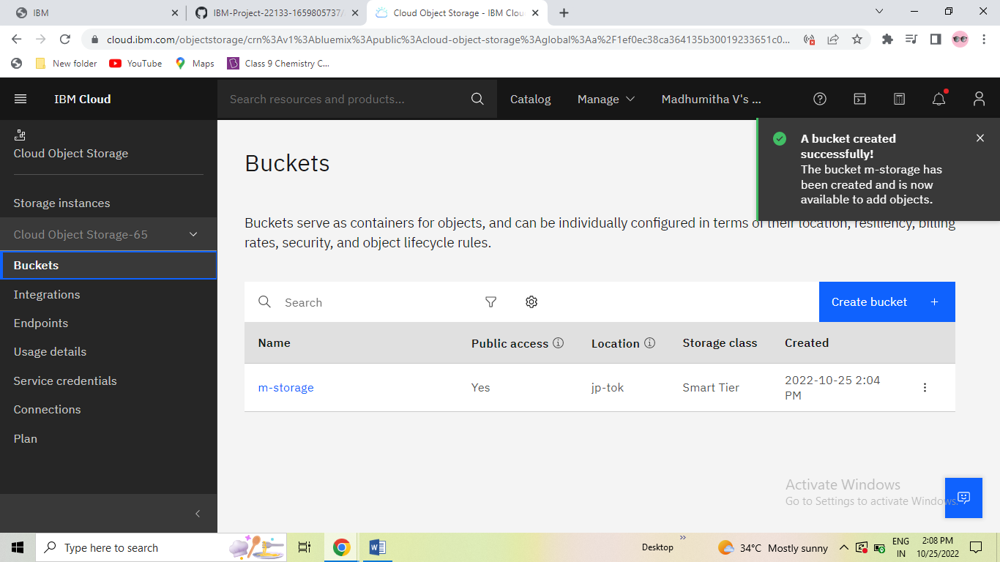 IBM
IBM-Project-22133-1659805737/
Cloud Object Storage - IBM Clou
cloud.ibm.com/objectstorage/crn%3Av1%3Abluemix%3Apublic%3Acloud-object-storage%3Aglobal%3Aa%2F1ef0ec38ca364135b30019233651c0...
New folder
YouTube
Maps
Class 9 Chemistry C...
IBM Cloud
Search resources and products...
Catalog
Manage
Madhumitha V's ...
Cloud Object Storage
Storage instances
Cloud Object Storage-65
Buckets
Integrations
Endpoints
Usage details
Service credentials
Connections
Plan
A bucket created
successfully!
The bucket m-storage has
been created and is now
available to add objects.
Buckets
Buckets serve as containers for objects, and can be individually configured in terms of their location, resiliency, billing
rates, security, and object lifecycle rules.
Search
Create bucket +
Name Public access Location Storage class Created
m-storage Yes jp-tok Smart Tier 2022-10-25 2:04
PM
Activate Windows
Go to Settings to activate Windows.
Type here to search
Desktop
34°C Mostly sunny
ENG
IN
2:08 PM
10/25/2022